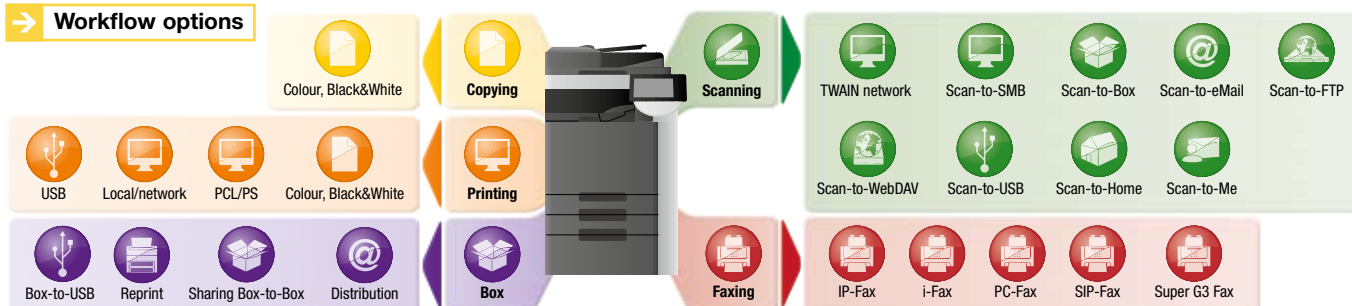 Workflow options
Colour, Black&White
Copying
Scanning
TWAIN network
Scan-to-SMB
Scan-to-Box
Scan-to-eMail
Scan-to-FTP
Scan-to-WebDAV
Scan-to-USB
Scan-to-Home
Scan-to-Me
USB
Local/network
PCL/PS
Colour, Black&White
Printing
Box-to-USB
Reprint
Sharing Box-to-Box
Distribution
Box
Faxing
IP-Fax
i-Fax
PC-Fax
SIP-Fax
Super G3 Fax